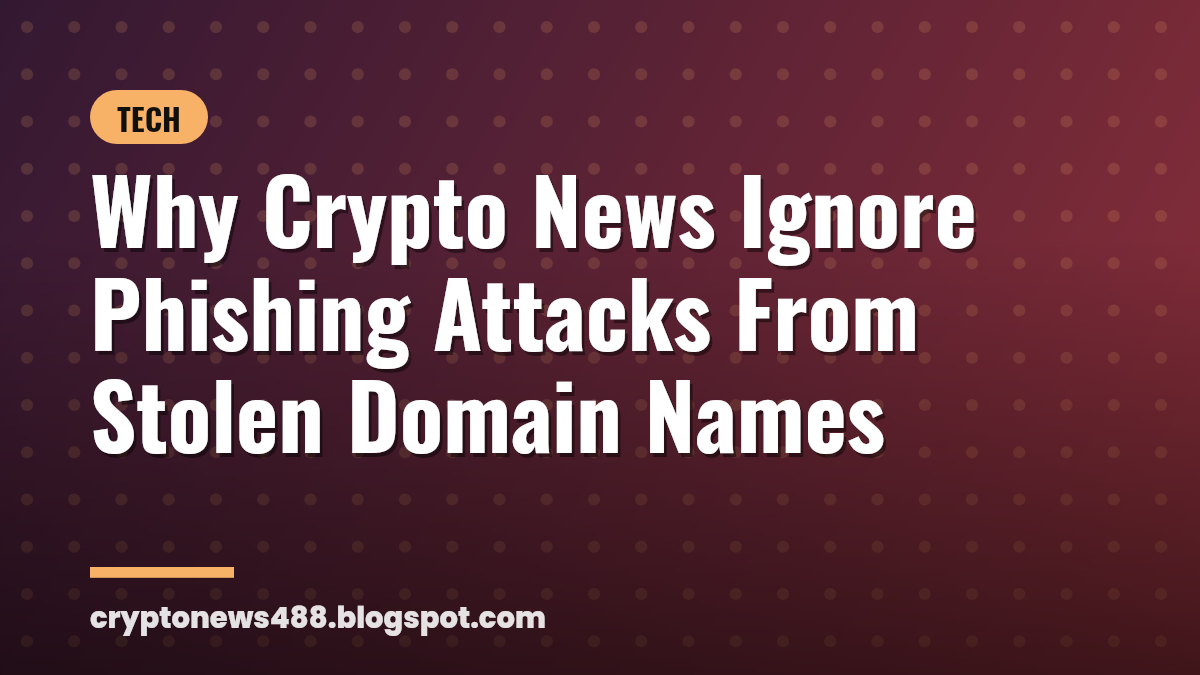 TECH
Why Crypto News Ignore
Phishing Attacks From
Stolen Domain Names
cryptonews488.blogspot.com